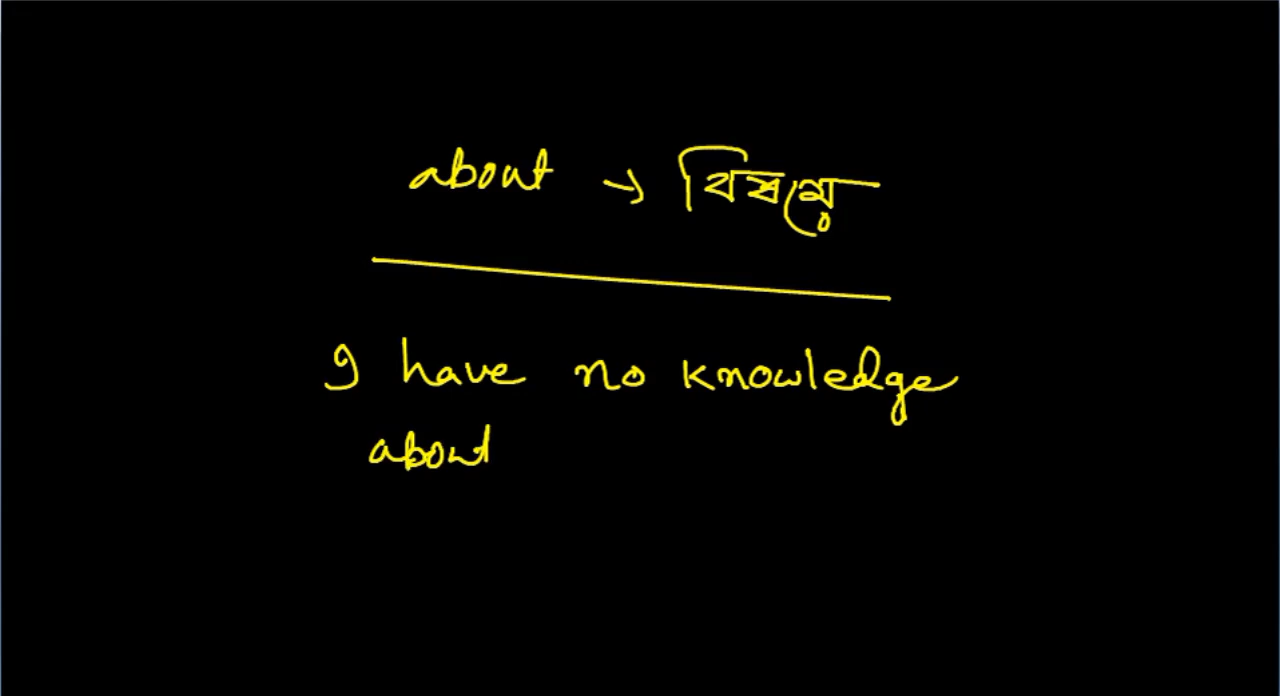 about → বিষয়ে
I have no knowledge
about